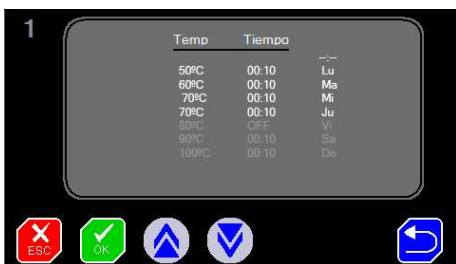 1
Temp Tiempo
--:--
50ºC 00:10 Lu
60ºC 00:10 Ma
70ºC 00:10 Mi
70ºC 00:10 Ju
80ºC OFF Vi
90ºC 00:10 Sa
100ºC 00:10 Do
ESC OK